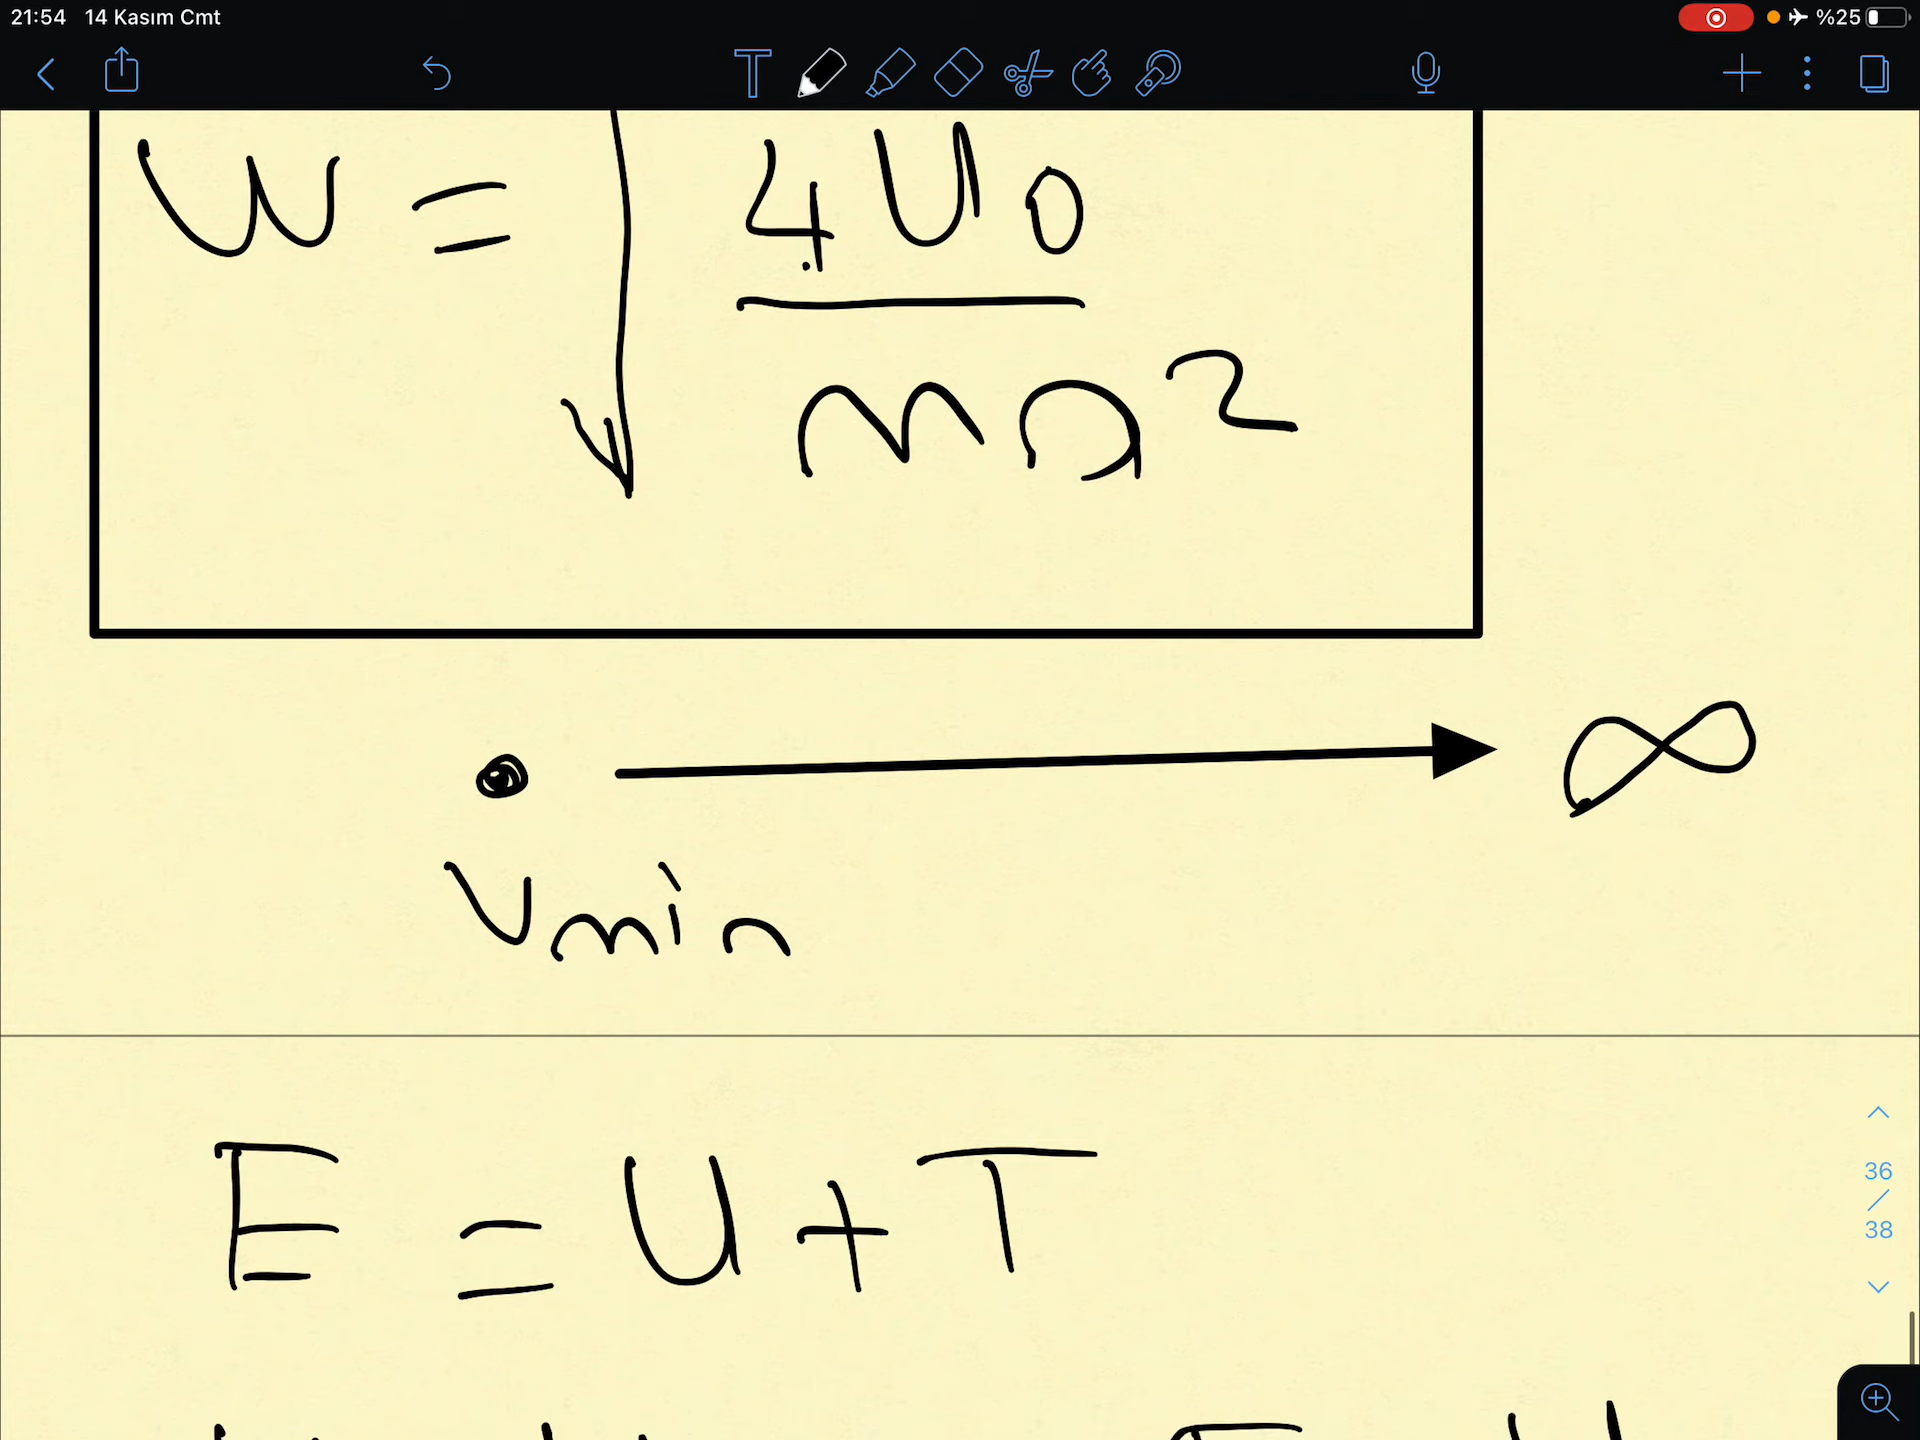 21:54 14 Kasım Cmt %25
W = √ 4U0 / ma²
∞
Vmin
E = U + T
36
/
38